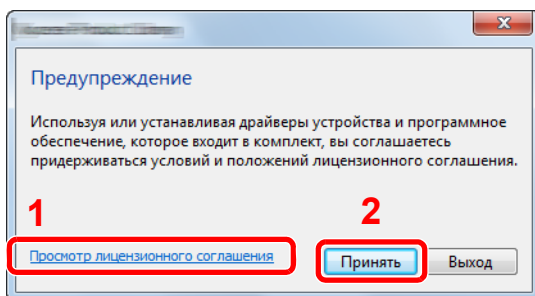 Предупреждение
Используя или устанавливая драйверы устройства и программное
обеспечение, которое входит в комплект, вы соглашаетесь
придерживаться условий и положений лицензионного соглашения.
1
2
Просмотр лицензионного соглашения
Принять
Выход